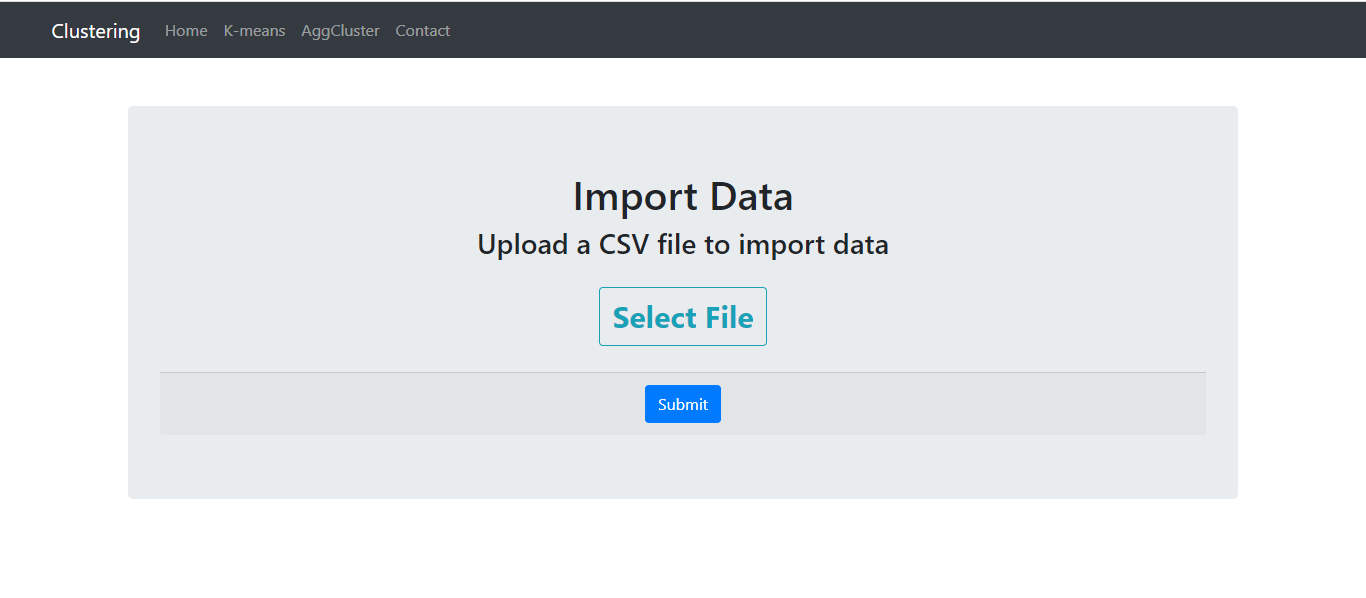 Clustering Home K-means AggCluster Contact
Import Data
Upload a CSV file to import data
Select File
Submit